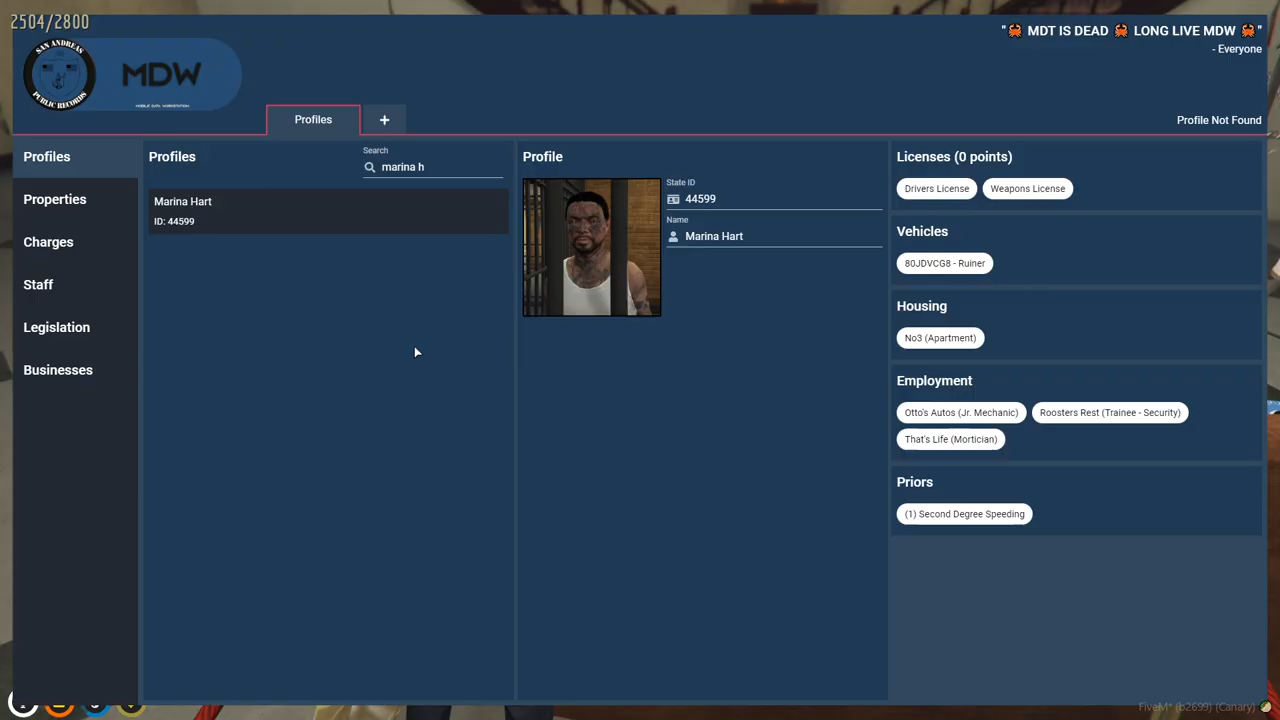 2504/2800
"🦀 MDT IS DEAD 🦀 LONG LIVE MDW 🦀"
- Everyone
SAN ANDREAS
PUBLIC RECORDS
MDW
MOBILE DATA WORKSTATION
Profiles
+
Profile Not Found
Profiles
Properties
Charges
Staff
Legislation
Businesses
Profiles
Search
marina h
Marina Hart
ID: 44599
Profile
State ID
44599
Name
Marina Hart
Licenses (0 points)
Drivers License
Weapons License
Vehicles
80JDVCG8 - Ruiner
Housing
No3 (Apartment)
Employment
Otto's Autos (Jr. Mechanic)
Roosters Rest (Trainee - Security)
That's Life (Mortician)
Priors
(1) Second Degree Speeding
FiveM* (b2699) (Canary)